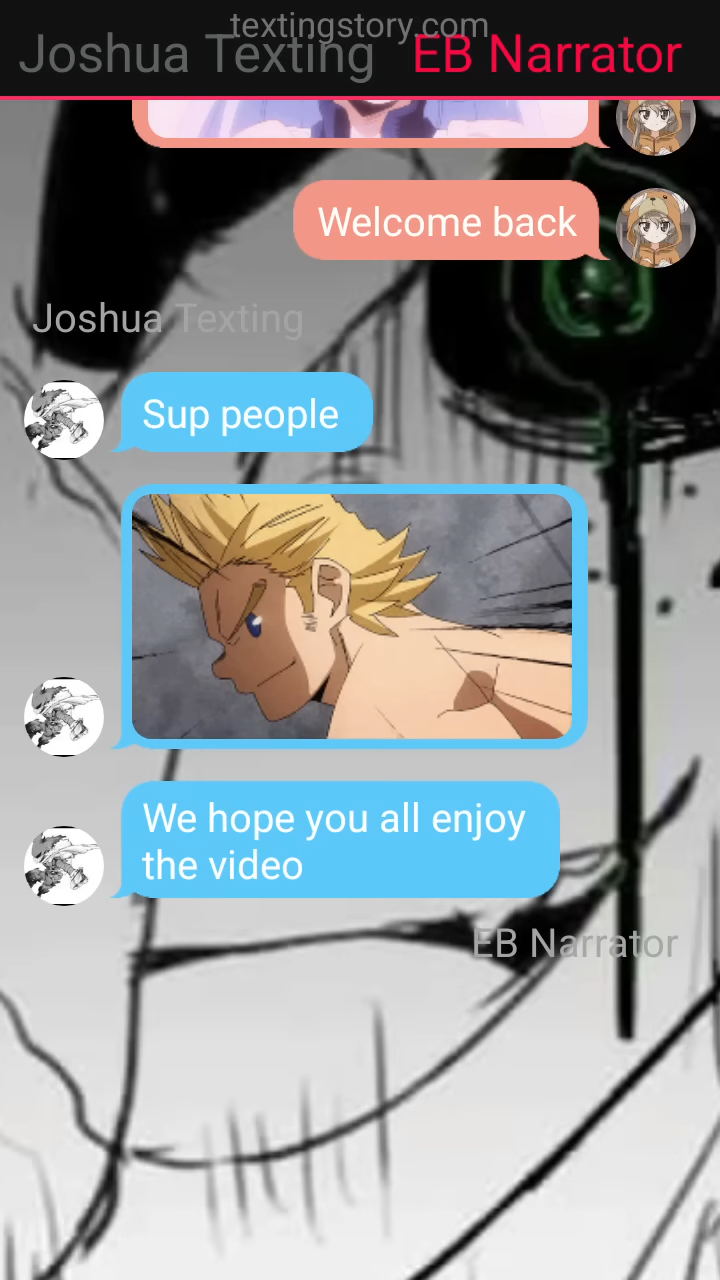 textingstory.com
Joshua Texting EB Narrator
Welcome back
Joshua Texting
Sup people
We hope you all enjoy
the video
EB Narrator